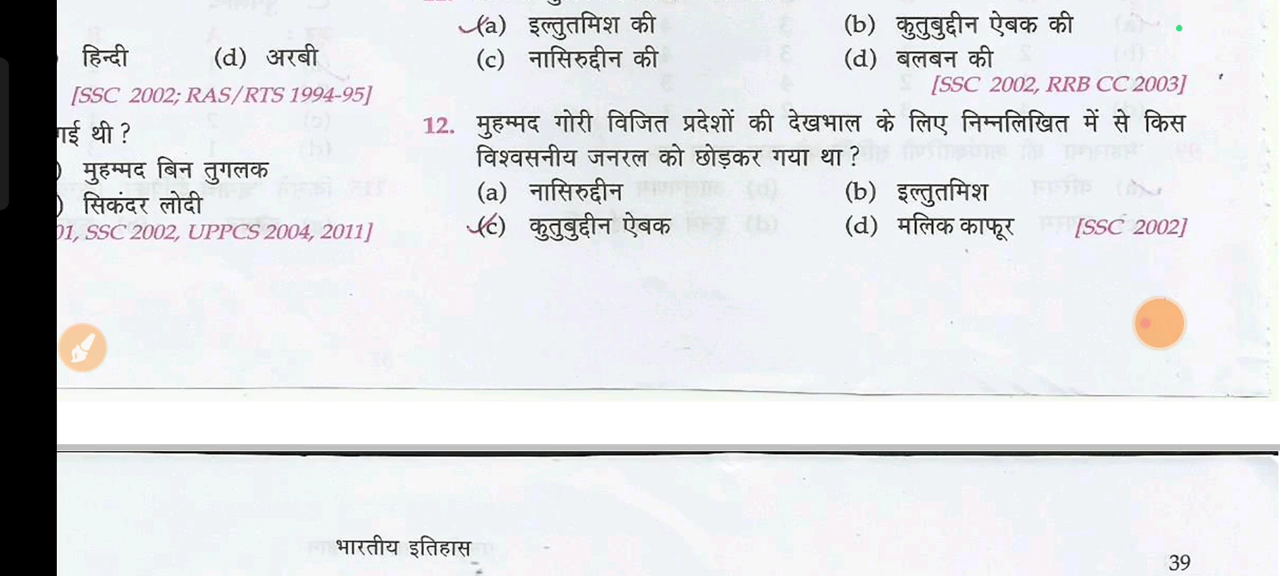 हिन्दी (d) अरबी
[SSC 2002; RAS/RTS 1994-95]
गई थी ?
) मुहम्मद बिन तुगलक
) सिकदर लोदी
01, SSC 2002, UPPCS 2004, 2011]
(a) इल्तुतमिश की (b) कुतुबुद्दीन ऐबक की
(c) नासिरुद्दीन की (d) बलबन की
[SSC 2002, RRB CC 2003]
12. मुहम्मद गोरी विजित प्रदेशों की देखभाल के लिए निम्नलिखित में से किस
विश्वसनीय जनरल को छोड़कर गया था ?
(a) नासिरुद्दीन (b) इल्तुतमिश
(c) कुतुबुद्दीन ऐबक (d) मलिक काफूर [SSC 2002]
भारतीय इतिहास
39